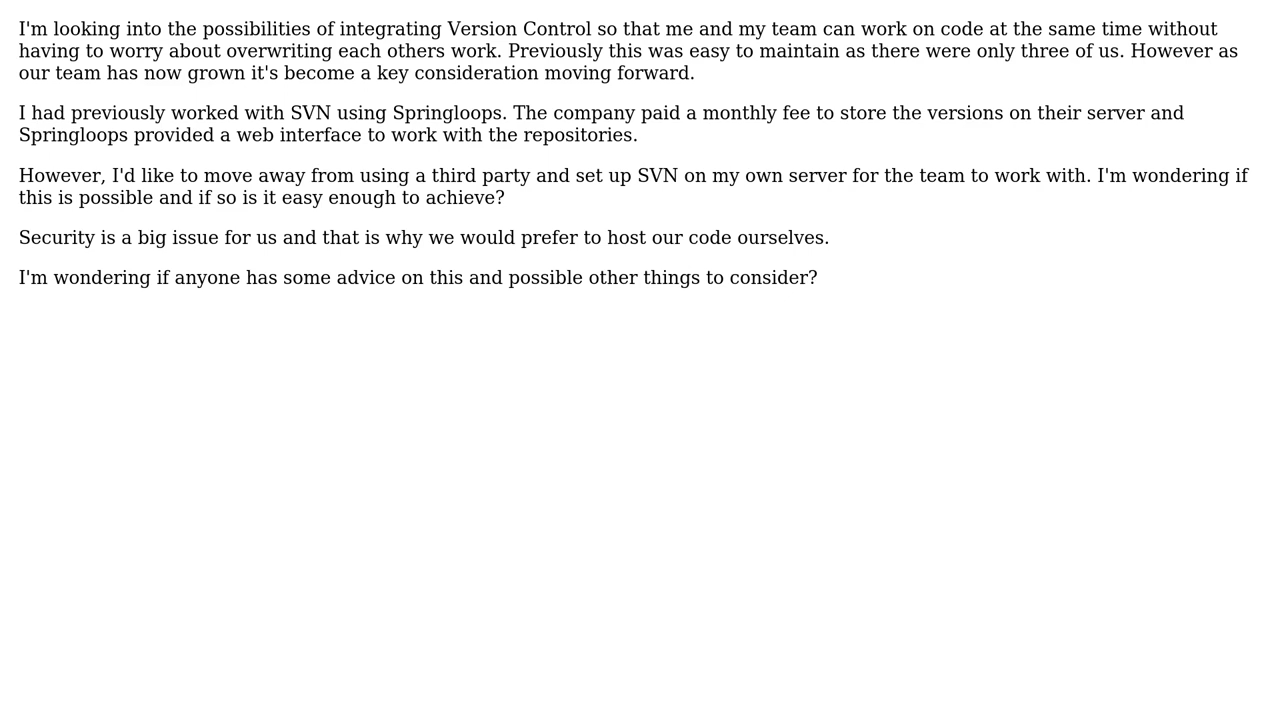 I'm looking into the possibilities of integrating Version Control so that me and my team can work on code at the same time without
having to worry about overwriting each others work. Previously this was easy to maintain as there were only three of us. However as
our team has now grown it's become a key consideration moving forward.
I had previously worked with SVN using Springloops. The company paid a monthly fee to store the versions on their server and
Springloops provided a web interface to work with the repositories.
However, I'd like to move away from using a third party and set up SVN on my own server for the team to work with. I'm wondering if
this is possible and if so is it easy enough to achieve?
Security is a big issue for us and that is why we would prefer to host our code ourselves.
I'm wondering if anyone has some advice on this and possible other things to consider?